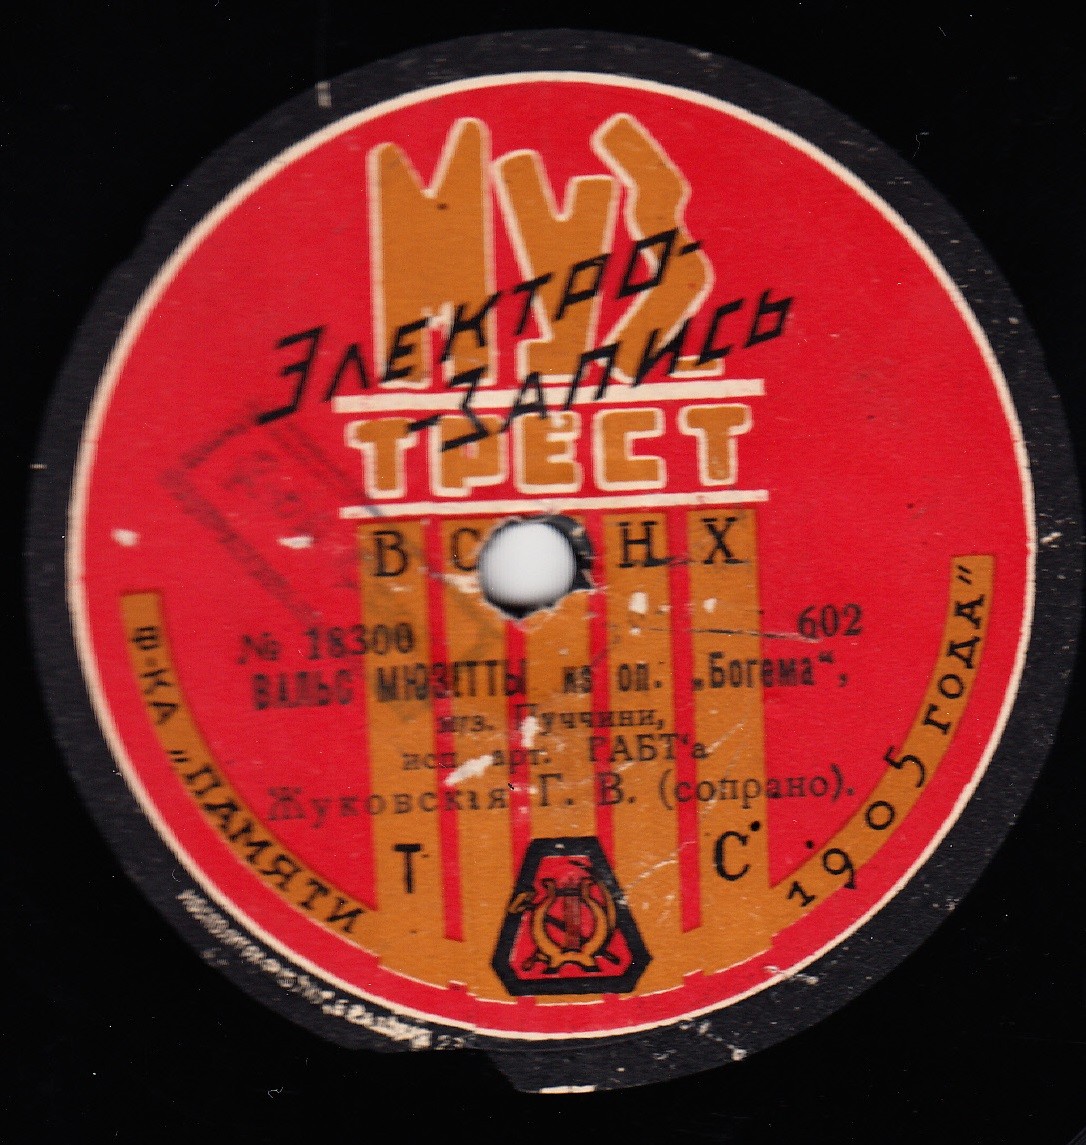 МУЗ
ЭЛЕКТРО-
-ЗАПИСЬ
ТРЕСТ
В С Н Х
№ 18300 602
ВАЛЬС МЮЗЕТТЫ из оп. „Богема“,
муз. Пуччини,
исп. арт. ГАБТ'а
Жуковская Г. В. (сопрано).
Т С
Ф-КА „ПАМЯТИ 1905 ГОДА”